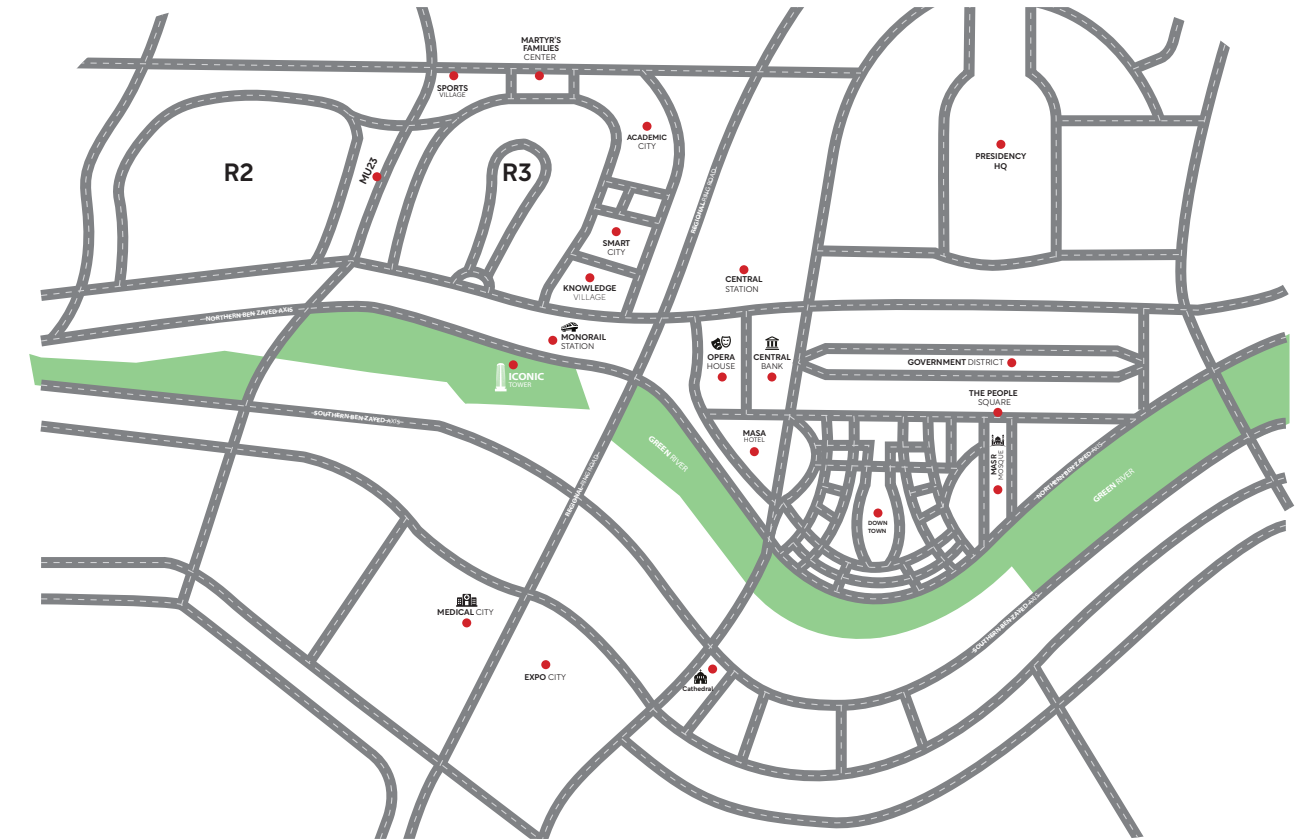 MARTYR'S
FAMILIES
CENTER
SPORTS
VILLAGE
ACADEMIC
CITY
R2
MU23
R3
PRESIDENCY
HQ
REGIONAL RING ROAD
SMART
CITY
KNOWLEDGE
VILLAGE
CENTRAL
STATION
NORTHERN BEN ZAYED AXIS
MONORAIL
STATION
OPERA
HOUSE
CENTRAL
BANK
GOVERNMENT DISTRICT
ICONIC
TOWER
THE PEOPLE
SQUARE
SOUTHERN BEN ZAYED AXIS
MASA
HOTEL
GREEN RIVER
MASR
MOSQUE
NORTHERN BEN ZAYED AXIS
GREEN RIVER
REGIONAL RING ROAD
DOWN
TOWN
MEDICAL CITY
SOUTHERN BEN ZAYED AXIS
EXPO CITY
Cathedral